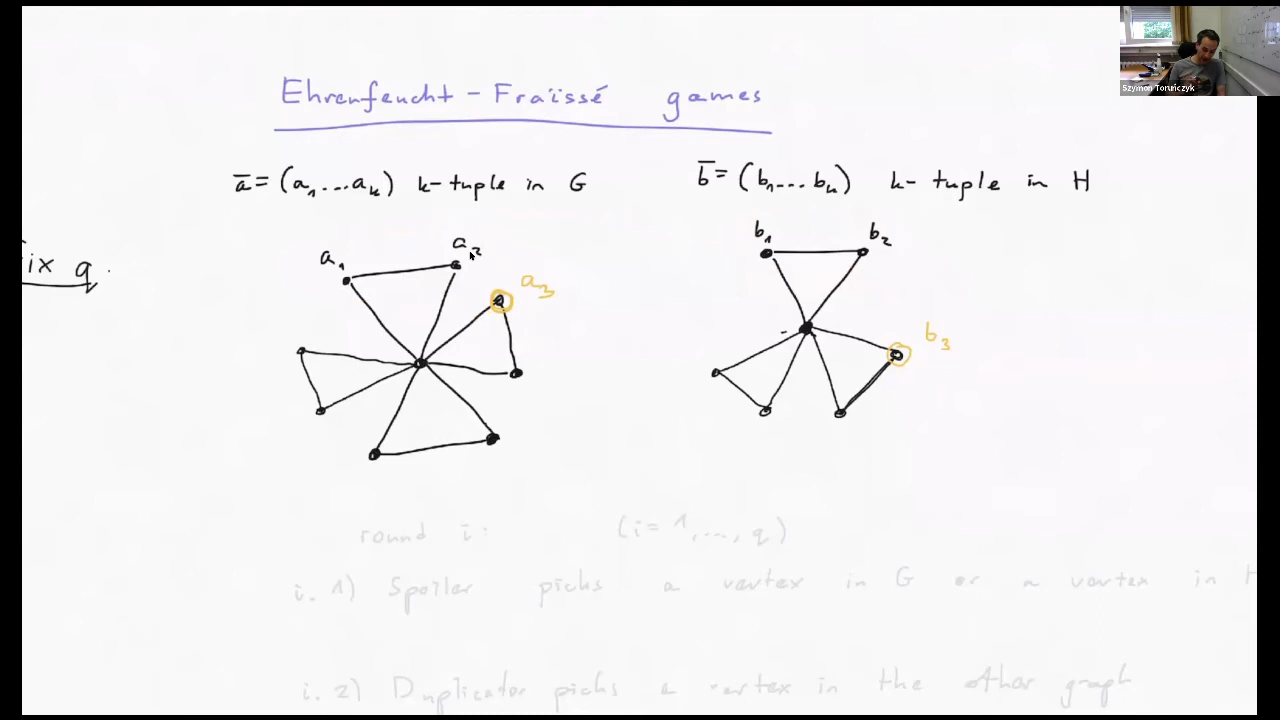 Szymon Toruńczyk
Ehrenfeucht - Fraïssé games
ā = (a₁ ... aₖ) k-tuple in G
b̄ = (b₁ ... bₖ) k-tuple in H
a₁
a₂
a₃
b₁
b₂
b₃
ix q.
round i: (i = 1, ..., q)
i. 1) Spoiler picks a vertex in G or a vertex in H
i. 2) Duplicator picks a vertex in the other graph